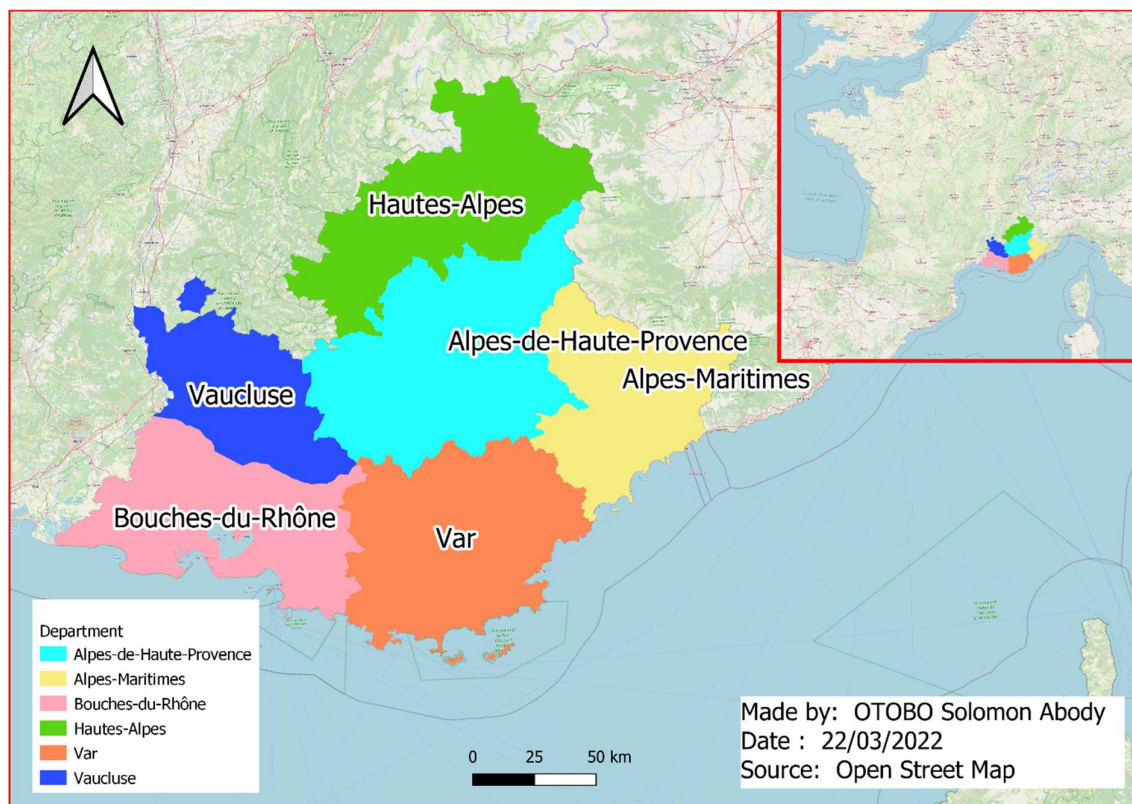 Hautes-Alpes
Alpes-de-Haute-Provence
Alpes-Maritimes
Vaucluse
Bouches-du-Rhône
Var
Department
Alpes-de-Haute-Provence
Alpes-Maritimes
Bouches-du-Rhône
Hautes-Alpes
Var
Vaucluse
0 25 50 km
Made by: OTOBO Solomon Abody
Date : 22/03/2022
Source: Open Street Map